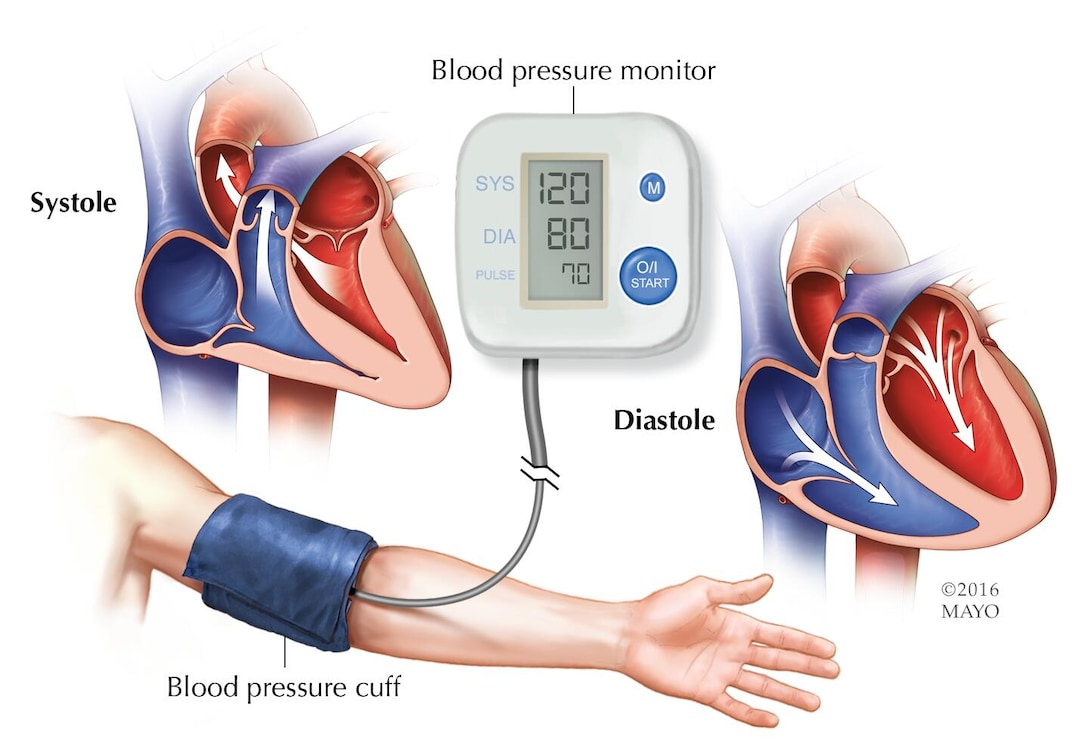 Blood pressure monitor
Systole
SYS
120
M
DIA
80
PULSE
70
O/I
START
Diastole
©2016
MAYO
Blood pressure cuff